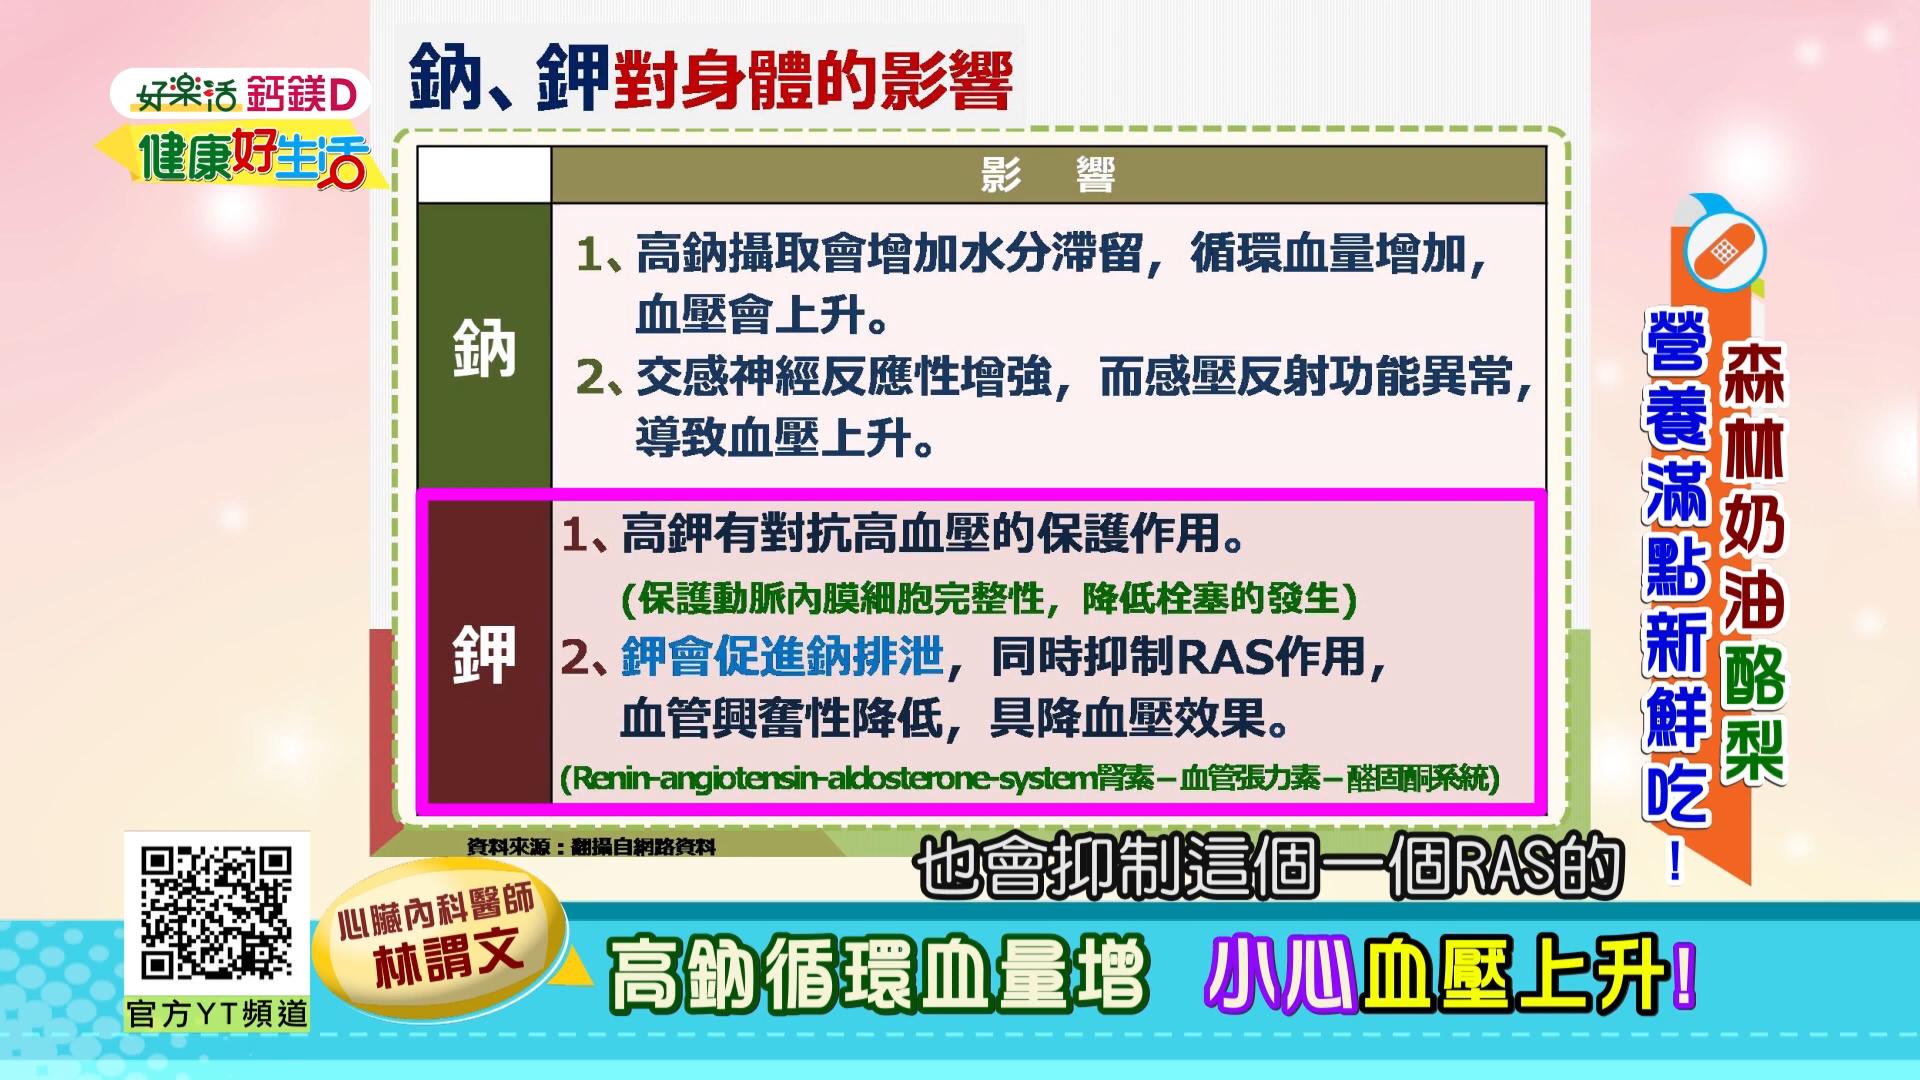 好樂活 鈣鎂D
健康好生活
鈉、鉀對身體的影響
影 響
鈉
1、高鈉攝取會增加水分滯留，循環血量增加，
血壓會上升。
2、交感神經反應性增強，而感壓反射功能異常，
導致血壓上升。
鉀
1、高鉀有對抗高血壓的保護作用。
(保護動脈內膜細胞完整性，降低栓塞的發生)
2、鉀會促進鈉排泄，同時抑制RAS作用，
血管興奮性降低，具降血壓效果。
(Renin-angiotensin-aldosterone-system腎素–血管張力素–醛固酮系統)
資料來源：翻攝自網路資料
森林奶油酪梨
營養滿點新鮮吃！
也會抑制這個一個RAS的
心臟內科醫師
林謂文
高鈉循環血量增 小心血壓上升!
官方YT頻道